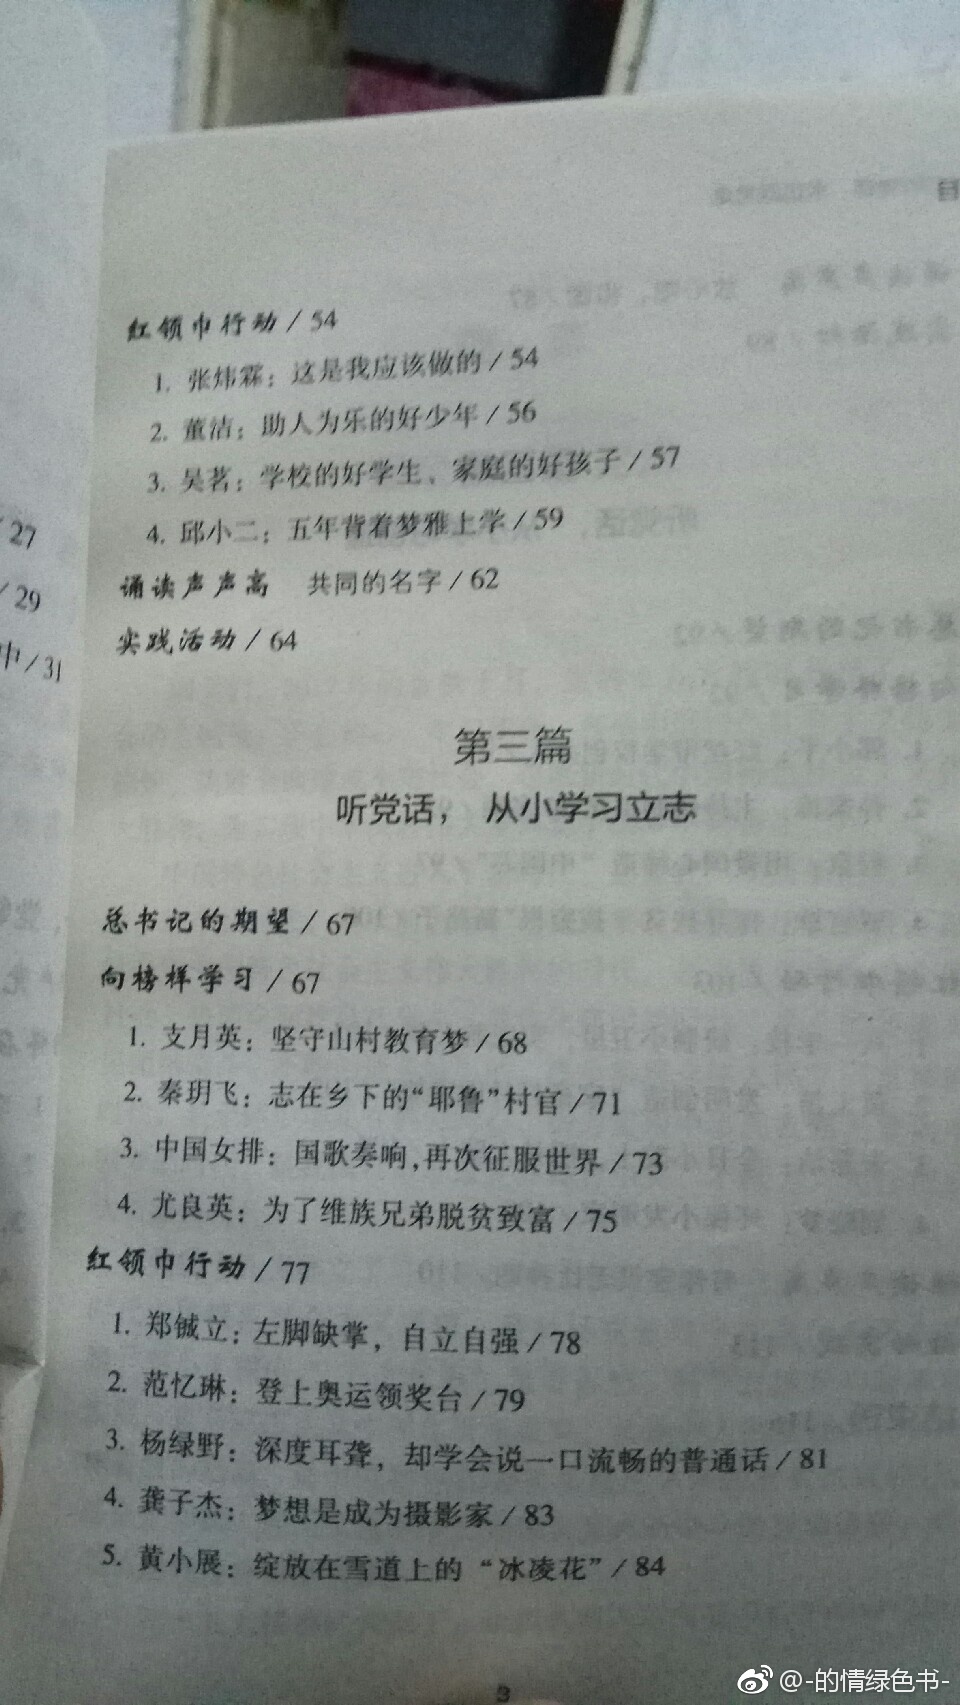 红领巾行动 / 54
1. 张炜霖：这是我应该做的 / 54
2. 董洁：助人为乐的好少年 / 56
3. 吴茗：学校的好学生、家庭的好孩子 / 57
4. 邱小二：五年背着梦雅上学 / 59
诵读声声高 共同的名字 / 62
实践活动 / 64
/ 27
/ 29
中 / 31
第三篇
听党话， 从小学习立志
总书记的期望 / 67
向榜样学习 / 67
1. 支月英：坚守山村教育梦 / 68
2. 秦玥飞：志在乡下的“耶鲁”村官 / 71
3. 中国女排：国歌奏响,再次征服世界 / 73
4. 尤良英：为了维族兄弟脱贫致富 / 75
红领巾行动 / 77
1. 郑铖立：左脚缺掌，自立自强 / 78
2. 范忆琳：登上奥运领奖台 / 79
3. 杨绿野：深度耳聋，却学会说一口流畅的普通话 / 81
4. 龚子杰：梦想是成为摄影家 / 83
5. 黄小展：绽放在雪道上的“冰凌花” / 84
3
@-的情绿色书-